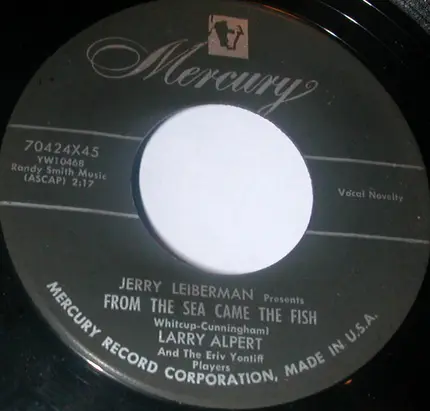 Mercury
70424X45
YW10468
Randy Smith Music
(ASCAP) 2:17
Vocal Novelty
JERRY LEIBERMAN Presents
FROM THE SEA CAME THE FISH
Whitcup-Cunningham)
LARRY ALPERT
And The Eriv Yontiff
Players
MERCURY RECORD CORPORATION, MADE IN U.S.A.